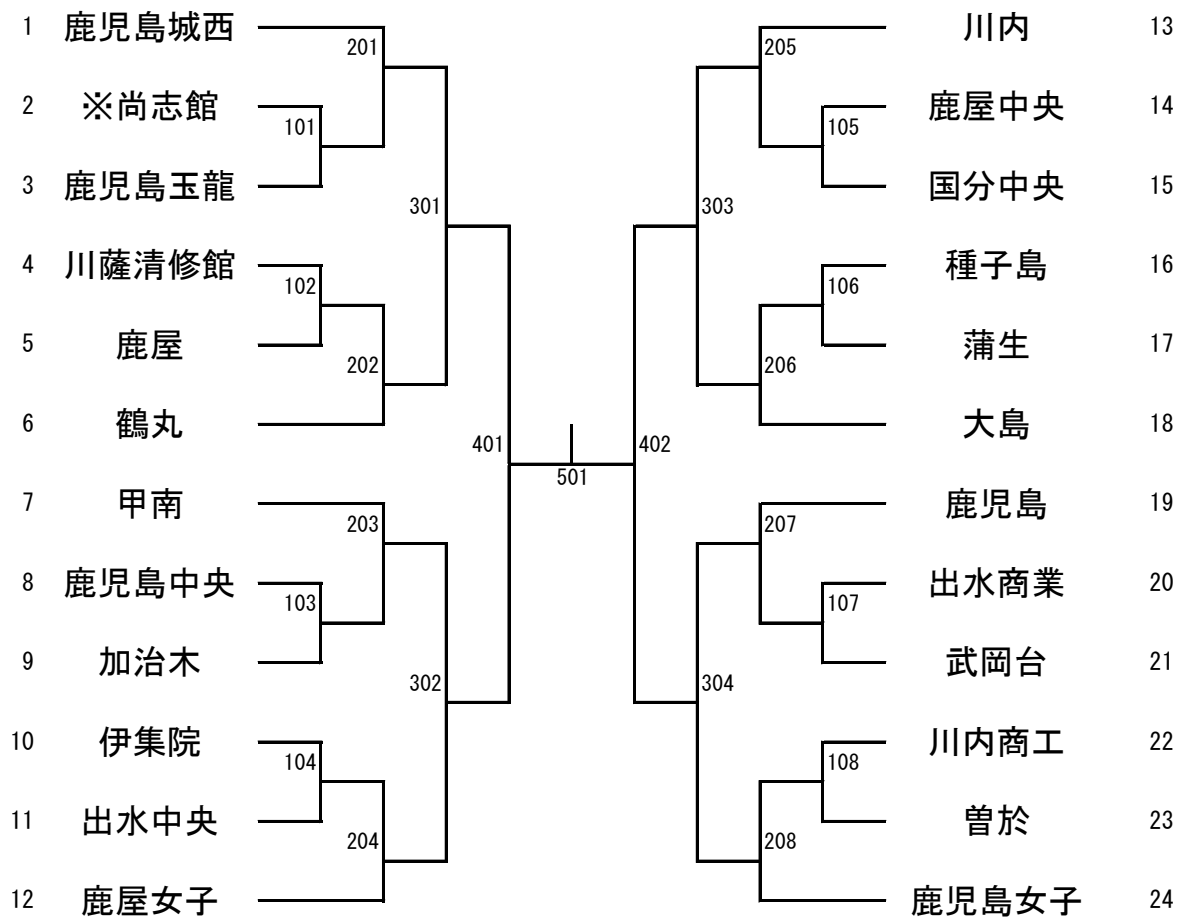 1 鹿児島城西
201
2 ※尚志館
101
3 鹿児島玉龍
301
4 川薩清修館
102
5 鹿屋
202
6 鶴丸
401
7 甲南
203
8 鹿児島中央
103
9 加治木
302
10 伊集院
104
11 出水中央
204
12 鹿屋女子
501
川内 13
205
鹿屋中央 14
105
国分中央 15
303
種子島 16
106
蒲生 17
206
大島 18
402
鹿児島 19
207
出水商業 20
107
武岡台 21
304
川内商工 22
108
曽於 23
208
鹿児島女子 24